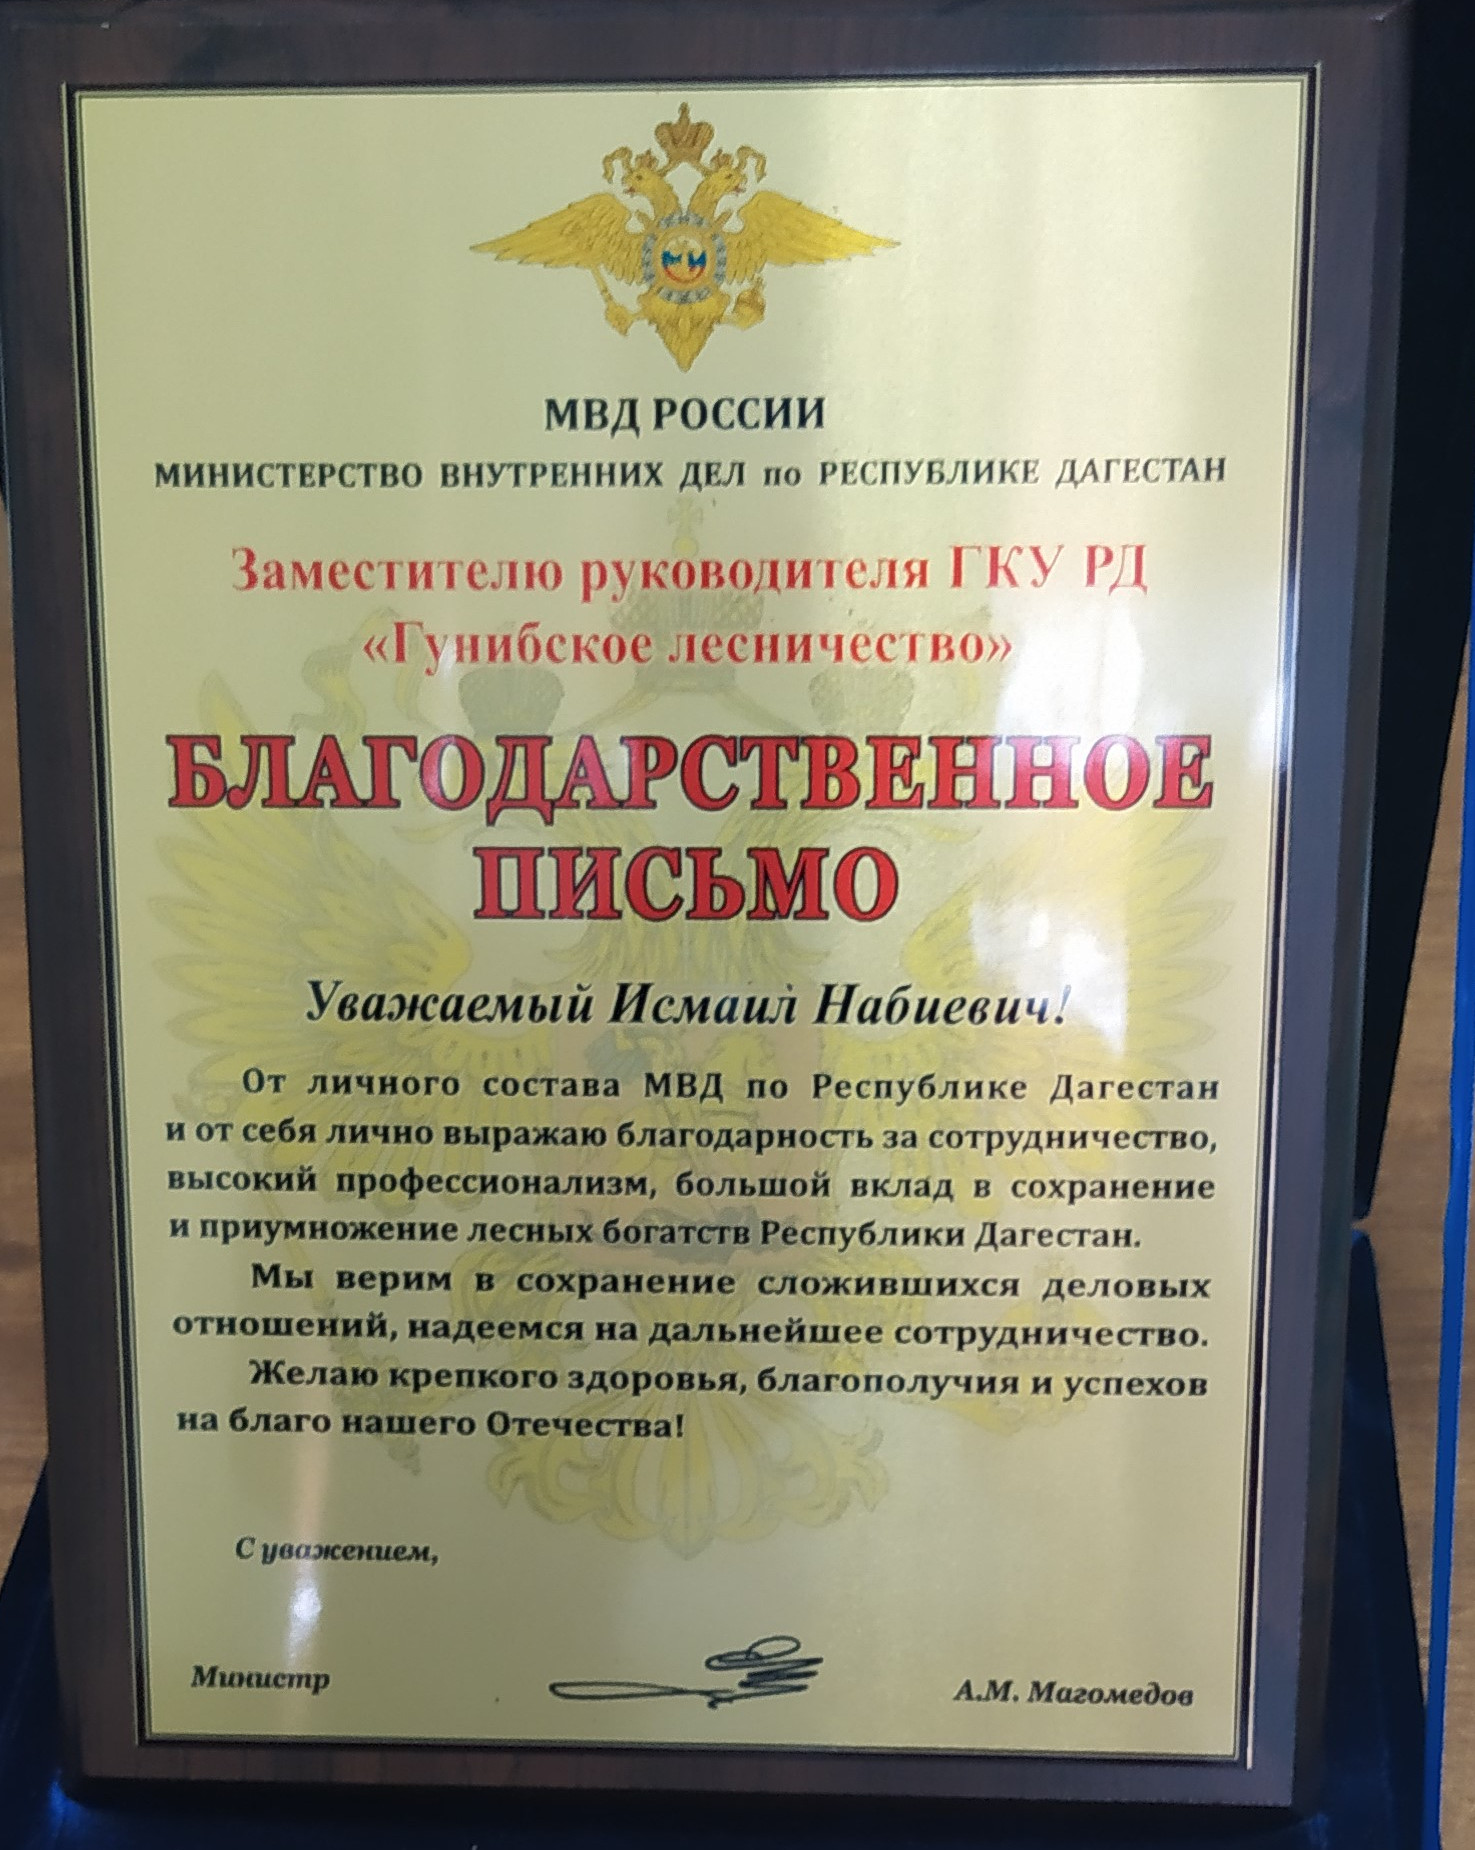 МВД РОССИИ
МИНИСТЕРСТВО ВНУТРЕННИХ ДЕЛ по РЕСПУБЛИКЕ ДАГЕСТАН
Заместителю руководителя ГКУ РД
«Гунибское лесничество»
БЛАГОДАРСТВЕННОЕ
ПИСЬМО
Уважаемый Исмаил Набиевич!
От личного состава МВД по Республике Дагестан
и от себя лично выражаю благодарность за сотрудничество,
высокий профессионализм, большой вклад в сохранение
и приумножение лесных богатств Республики Дагестан.
Мы верим в сохранение сложившихся деловых
отношений, надеемся на дальнейшее сотрудничество.
Желаю крепкого здоровья, благополучия и успехов
на благо нашего Отечества!
С уважением,
Министр
А.М. Магомедов